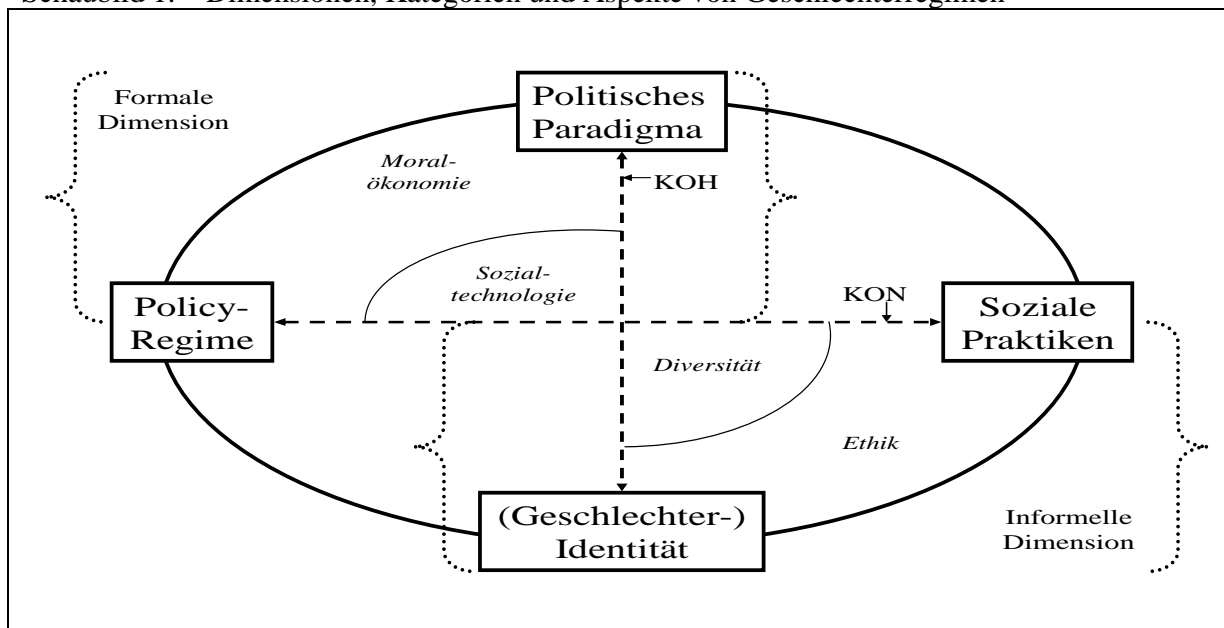 Schaubild 1: Dimensionen, Kategorien und Aspekte von Geschlechterregimen
Formale
Dimension
Politisches
Paradigma
Moral-
ökonomie
KOH
Sozial-
technologie
KON
Policy-
Regime
Soziale
Praktiken
Diversität
Ethik
(Geschlechter-)
Identität
Informelle
Dimension